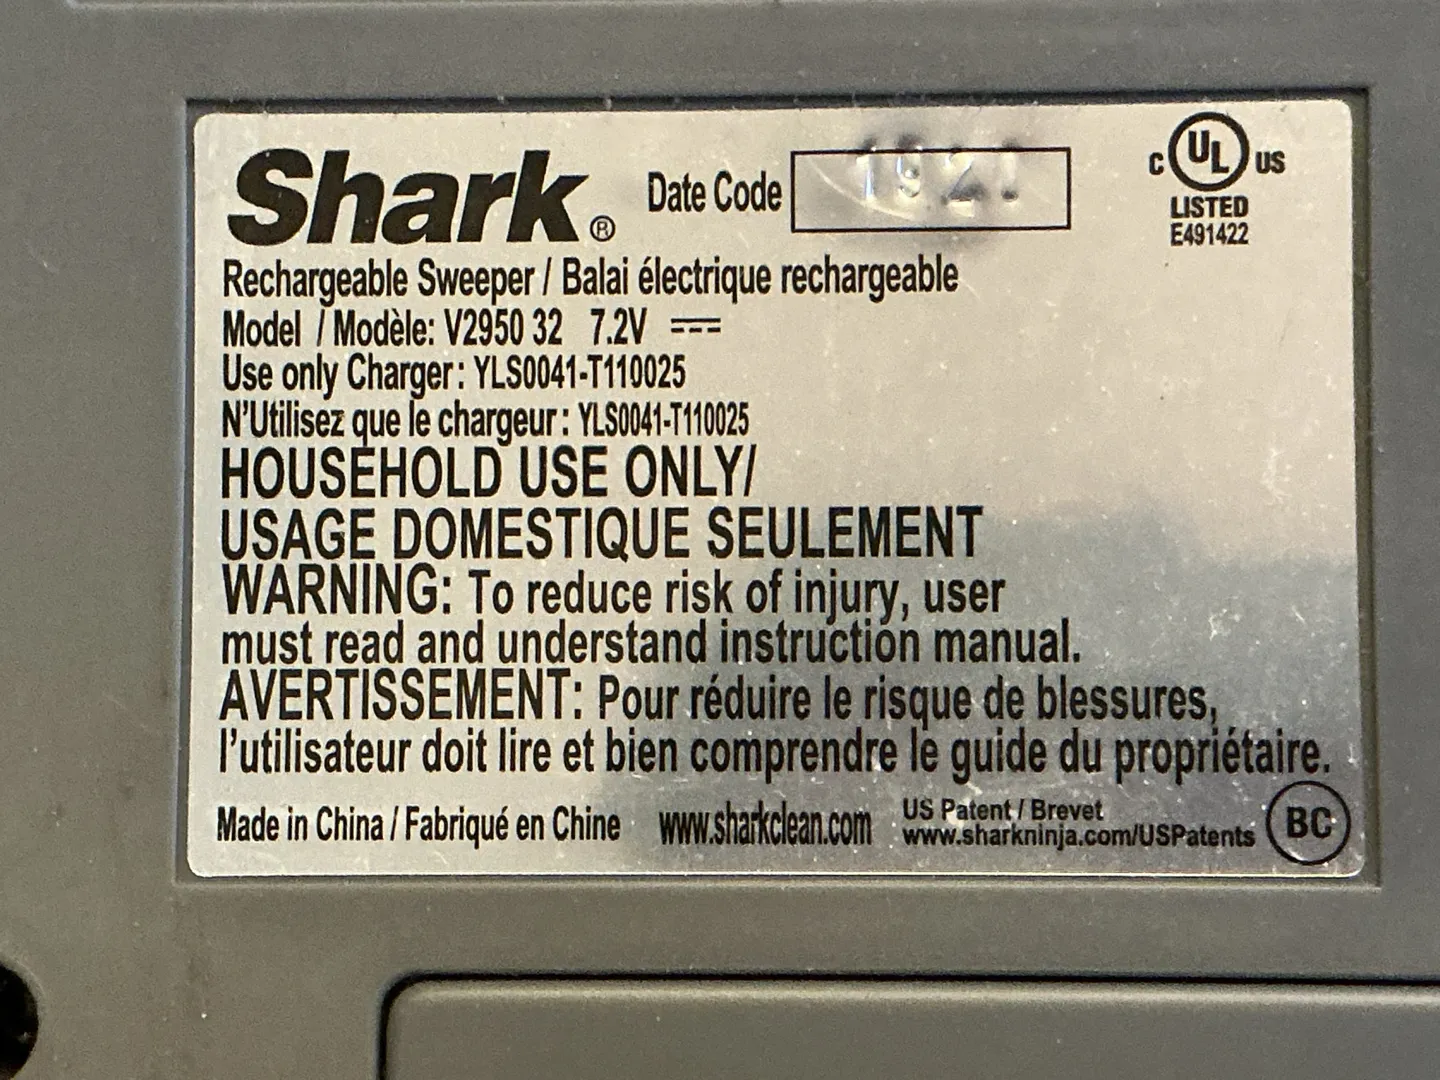 Shark®
Date Code 1921
C UL US
LISTED
E491422
Rechargeable Sweeper / Balai électrique rechargeable
Model / Modèle: V2950 32 7.2V
Use only Charger: YLS0041-T110025
N'Utilisez que le chargeur: YLS0041-T110025
HOUSEHOLD USE ONLY/
USAGE DOMESTIQUE SEULEMENT
WARNING: To reduce risk of injury, user
must read and understand instruction manual.
AVERTISSEMENT: Pour réduire le risque de blessures,
l'utilisateur doit lire et bien comprendre le guide du propriétaire.
Made in China / Fabriqué en Chine www.sharkclean.com
US Patent / Brevet
www.sharkninja.com/USPatents
BC